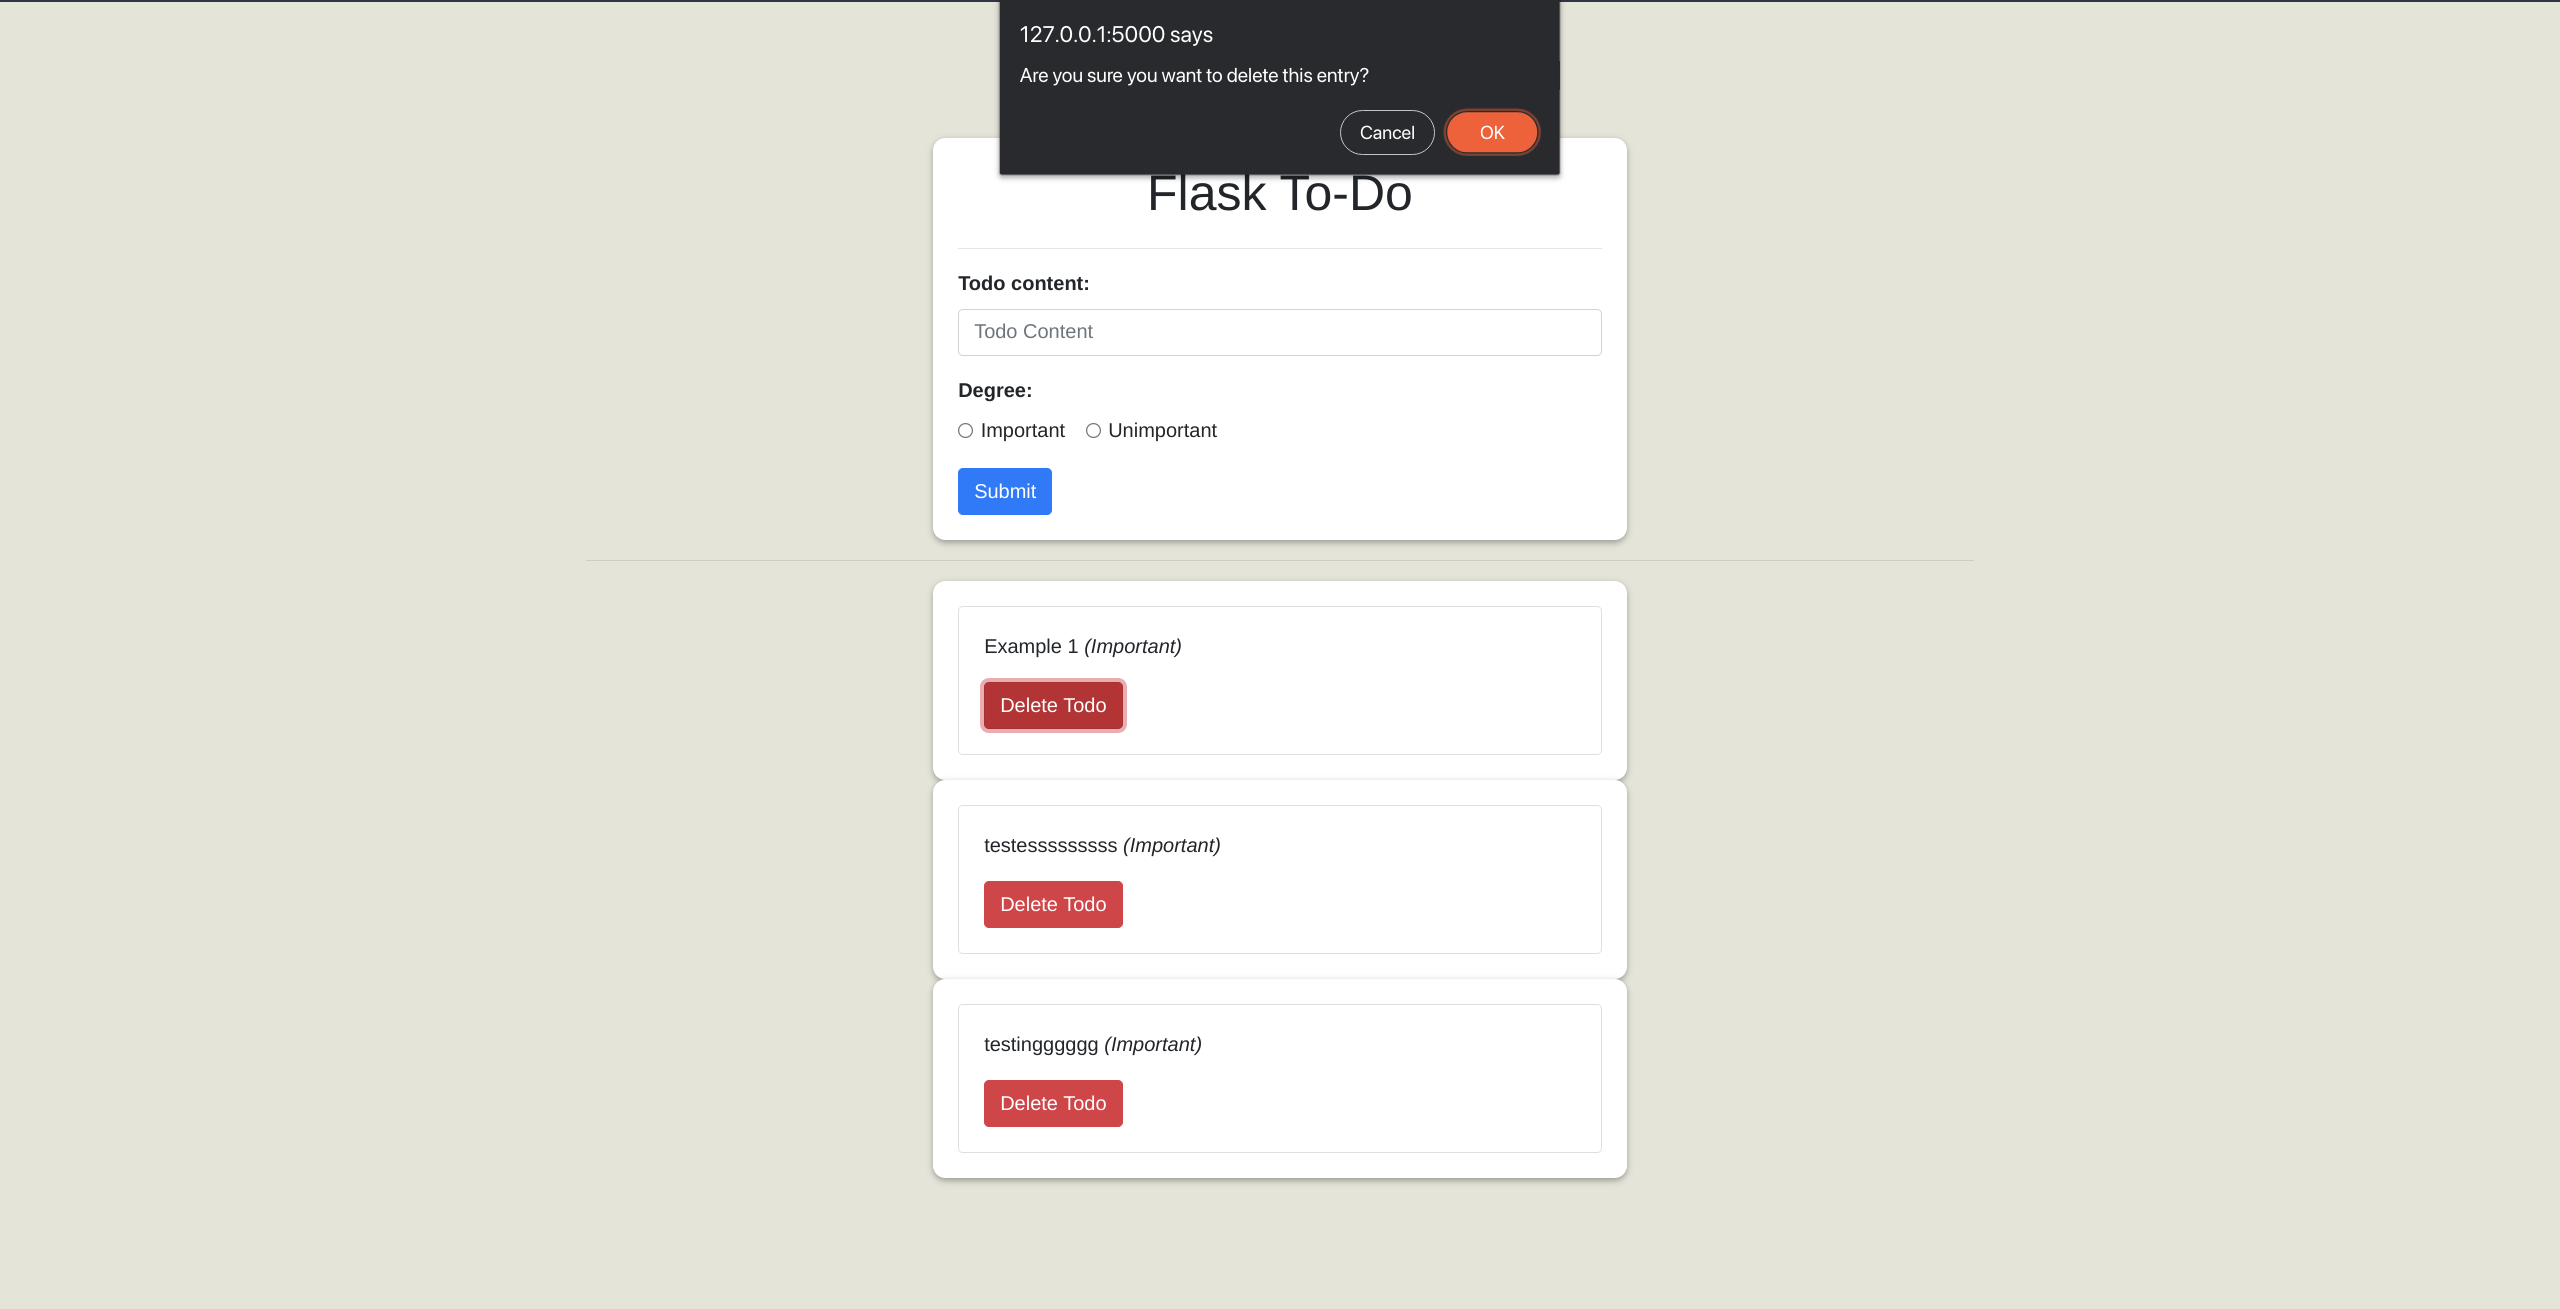 127.0.0.1:5000 says
Are you sure you want to delete this entry?
Cancel OK
Flask To-Do
Todo content:
Todo Content
Degree:
Important Unimportant
Submit
Example 1 (Important)
Delete Todo
testesssssssss (Important)
Delete Todo
testingggggg (Important)
Delete Todo